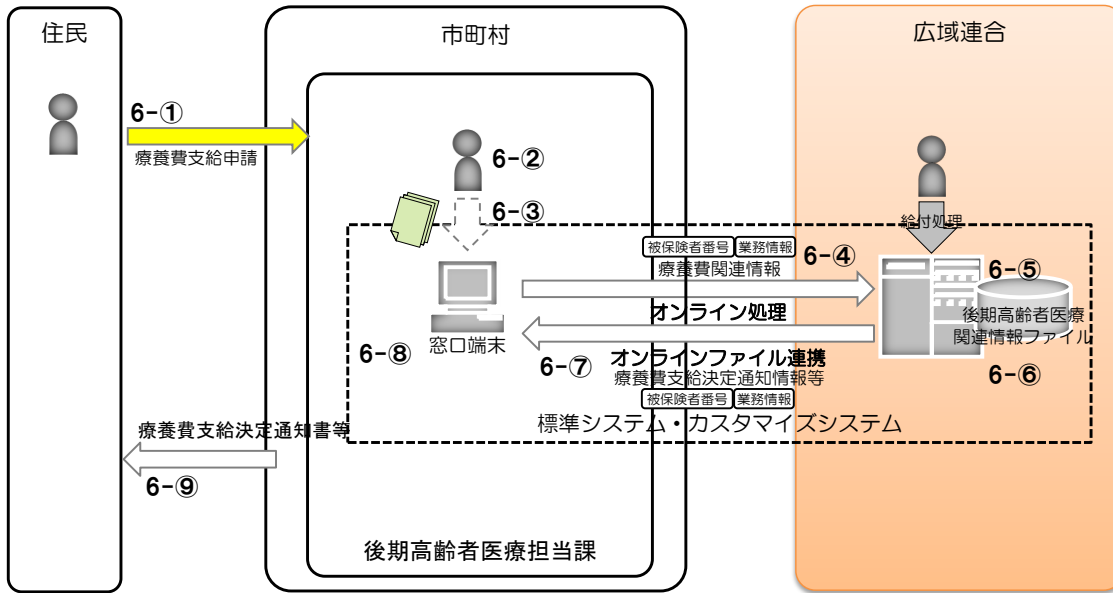 住民
市町村
広域連合
6-①
療養費支給申請
6-②
6-③
給付処理
被保険者番号 業務情報
6-④
療養費関連情報
6-⑤
オンライン処理
後期高齢者医療
関連情報ファイル
窓口端末
6-⑧
6-⑦
オンラインファイル連携
療養費支給決定通知情報等
6-⑥
被保険者番号 業務情報
標準システム・カスタマイズシステム
療養費支給決定通知書等
6-⑨
後期高齢者医療担当課